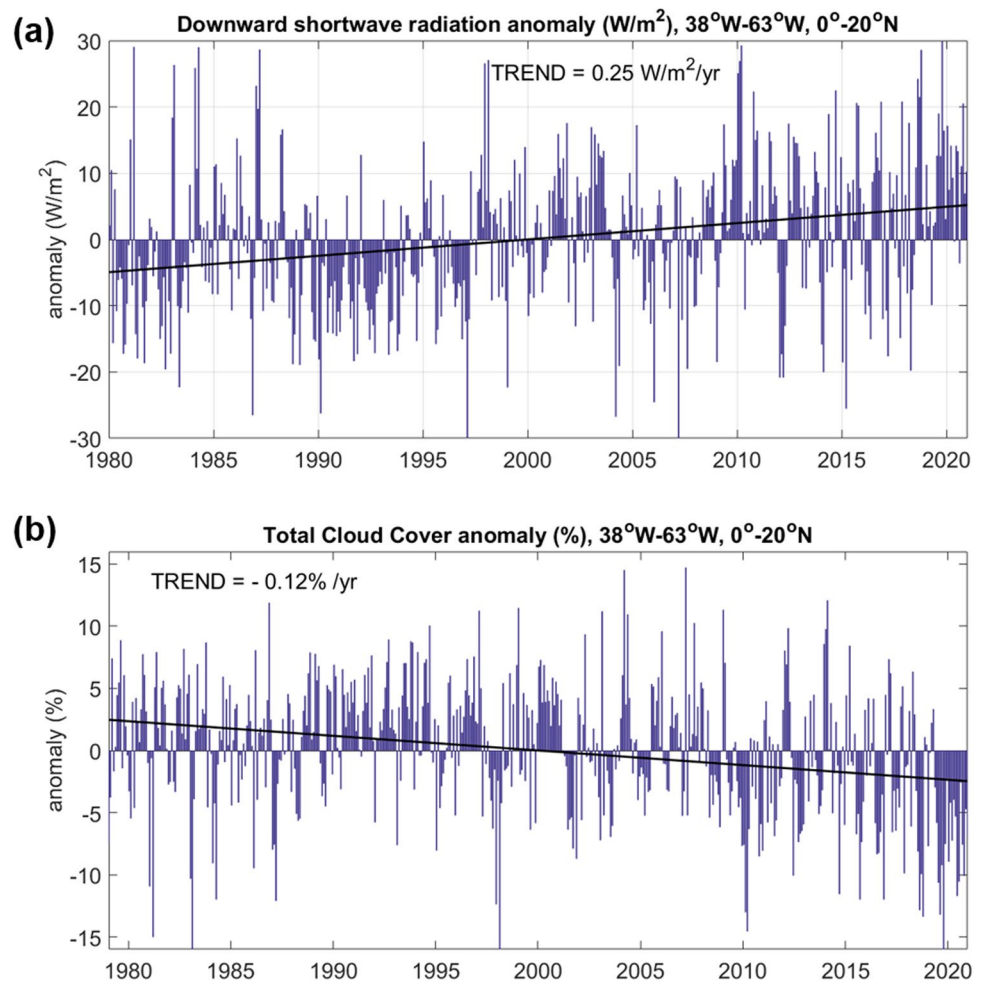 (a)
Downward shortwave radiation anomaly (W/m²), 38°W-63°W, 0°-20°N
TREND = 0.25 W/m²/yr
anomaly (W/m²)
30
20
10
0
-10
-20
-30
1980 1985 1990 1995 2000 2005 2010 2015 2020
(b)
Total Cloud Cover anomaly (%), 38°W-63°W, 0°-20°N
TREND = - 0.12% /yr
anomaly (%)
15
10
5
0
-5
-10
-15
1980 1985 1990 1995 2000 2005 2010 2015 2020